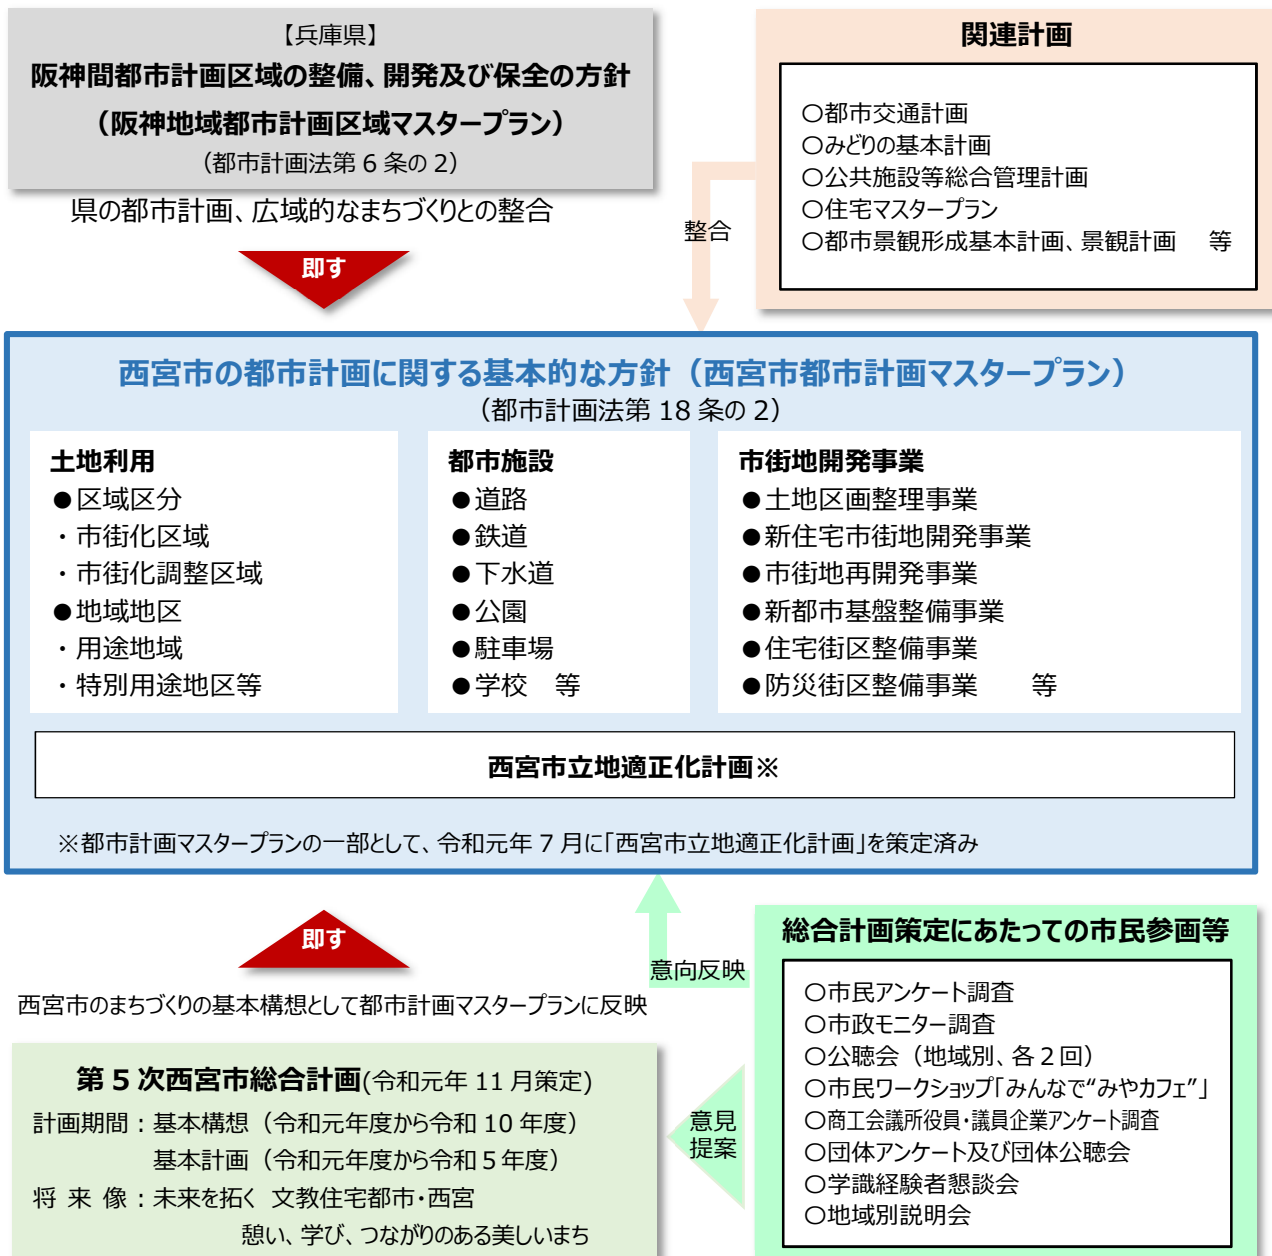 【兵庫県】
阪神間都市計画区域の整備、開発及び保全の方針
（阪神地域都市計画区域マスタープラン）
（都市計画法第 6 条の 2）
県の都市計画、広域的なまちづくりとの整合
即す
関連計画
〇都市交通計画
〇みどりの基本計画
〇公共施設等総合管理計画
〇住宅マスタープラン
〇都市景観形成基本計画、景観計画　等
整合
西宮市の都市計画に関する基本的な方針（西宮市都市計画マスタープラン）
（都市計画法第 18 条の 2）
土地利用
●区域区分
・市街化区域
・市街化調整区域
●地域地区
・用途地域
・特別用途地区等
都市施設
●道路
●鉄道
●下水道
●公園
●駐車場
●学校　等
市街地開発事業
●土地区画整理事業
●新住宅市街地開発事業
●市街地再開発事業
●新都市基盤整備事業
●住宅街区整備事業
●防災街区整備事業　　等
西宮市立地適正化計画※
※都市計画マスタープランの一部として、令和元年 7 月に「西宮市立地適正化計画」を策定済み
即す
西宮市のまちづくりの基本構想として都市計画マスタープランに反映
第 5 次西宮市総合計画(令和元年 11 月策定)
計画期間：基本構想（令和元年度から令和 10 年度）
基本計画（令和元年度から令和 5 年度）
将 来 像：未来を拓く 文教住宅都市・西宮
憩い、学び、つながりのある美しいまち
意向反映
意見
提案
総合計画策定にあたっての市民参画等
〇市民アンケート調査
〇市政モニター調査
〇公聴会（地域別、各 2 回）
〇市民ワークショップ「みんなで“みやカフェ”」
〇商工会議所役員・議員企業アンケート調査
〇団体アンケート及び団体公聴会
〇学識経験者懇談会
〇地域別説明会